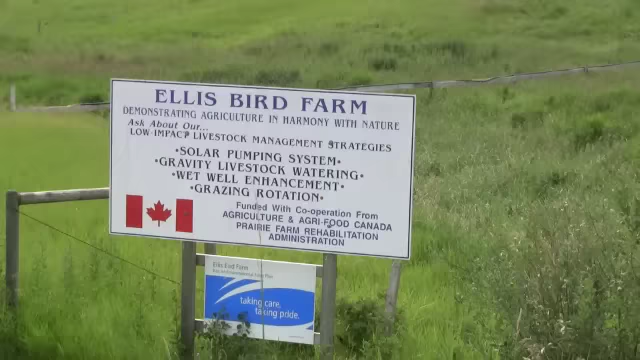 ELLIS BIRD FARM
DEMONSTRATING AGRICULTURE IN HARMONY WITH NATURE
Ask About Our...
LOW-IMPACT LIVESTOCK MANAGEMENT STRATEGIES
•SOLAR PUMPING SYSTEM•
•GRAVITY LIVESTOCK WATERING•
•WET WELL ENHANCEMENT•
•GRAZING ROTATION•
Funded With Co-operation From
AGRICULTURE & AGRI-FOOD CANADA
PRAIRIE FARM REHABILITATION
ADMINISTRATION
Ellis Bird Farm
taking care,
taking pride.